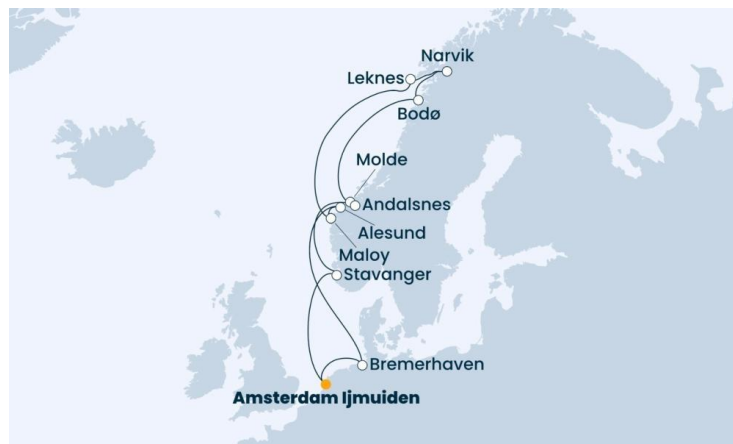 Narvik
Leknes
Bodø
Molde
Andalsnes
Alesund
Maloy
Stavanger
Bremerhaven
Amsterdam Ijmuiden